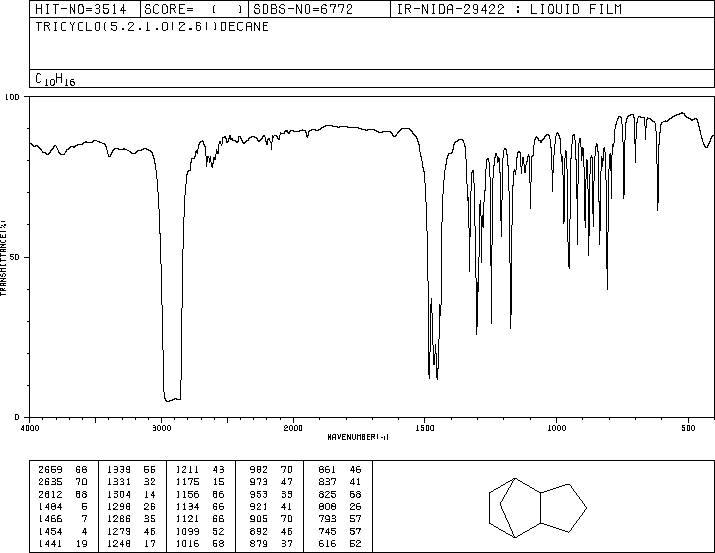 HIT-NO=3514 SCORE= ( ) SDBS-NO=6772 IR-NIDA-29422 : LIQUID FILM
TRICYCLO(5.2.1.0(2.6))DECANE
C10H16
100
50
0
TRANSMITTANCE(%)
4000 3000 2000 1500 1000 500
WAVENUMBER(-1)
2669 68 1339 66 1211 43 982 70 861 46
2635 70 1331 32 1175 15 973 47 837 41
2612 68 1304 14 1156 66 953 39 825 68
1484 6 1298 26 1134 66 921 41 808 26
1466 7 1286 35 1121 66 905 70 793 57
1454 4 1279 46 1099 52 892 46 745 57
1441 19 1248 17 1016 58 879 37 616 52